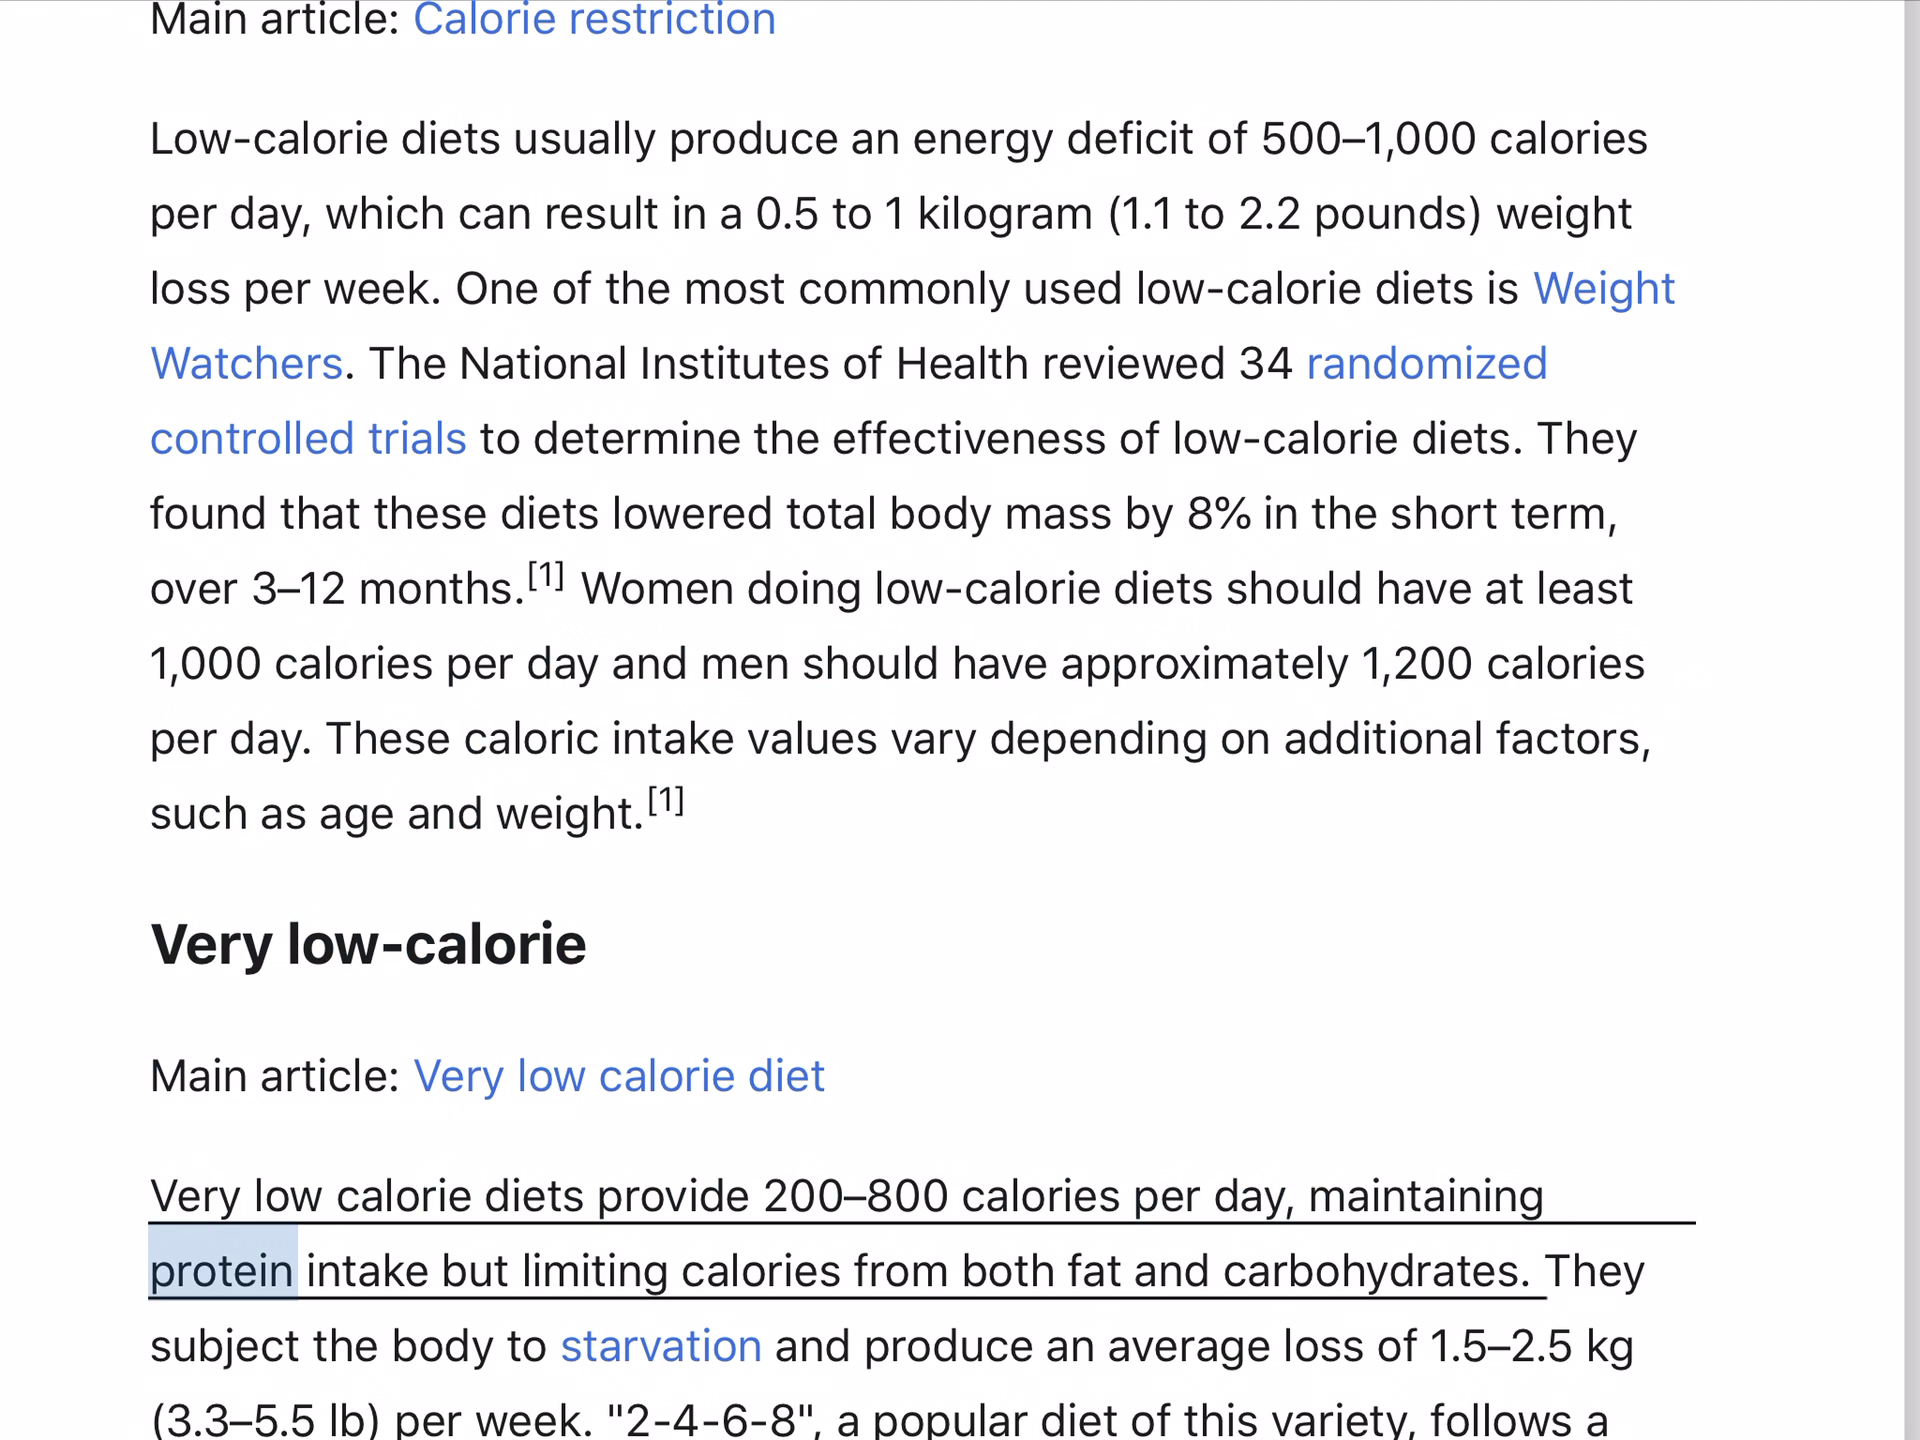 Main article: Calorie restriction
Low-calorie diets usually produce an energy deficit of 500–1,000 calories
per day, which can result in a 0.5 to 1 kilogram (1.1 to 2.2 pounds) weight
loss per week. One of the most commonly used low-calorie diets is Weight
Watchers. The National Institutes of Health reviewed 34 randomized
controlled trials to determine the effectiveness of low-calorie diets. They
found that these diets lowered total body mass by 8% in the short term,
over 3–12 months.[1] Women doing low-calorie diets should have at least
1,000 calories per day and men should have approximately 1,200 calories
per day. These caloric intake values vary depending on additional factors,
such as age and weight.[1]
Very low-calorie
Main article: Very low calorie diet
Very low calorie diets provide 200–800 calories per day, maintaining
protein intake but limiting calories from both fat and carbohydrates. They
subject the body to starvation and produce an average loss of 1.5–2.5 kg
(3.3–5.5 lb) per week. "2-4-6-8", a popular diet of this variety, follows a